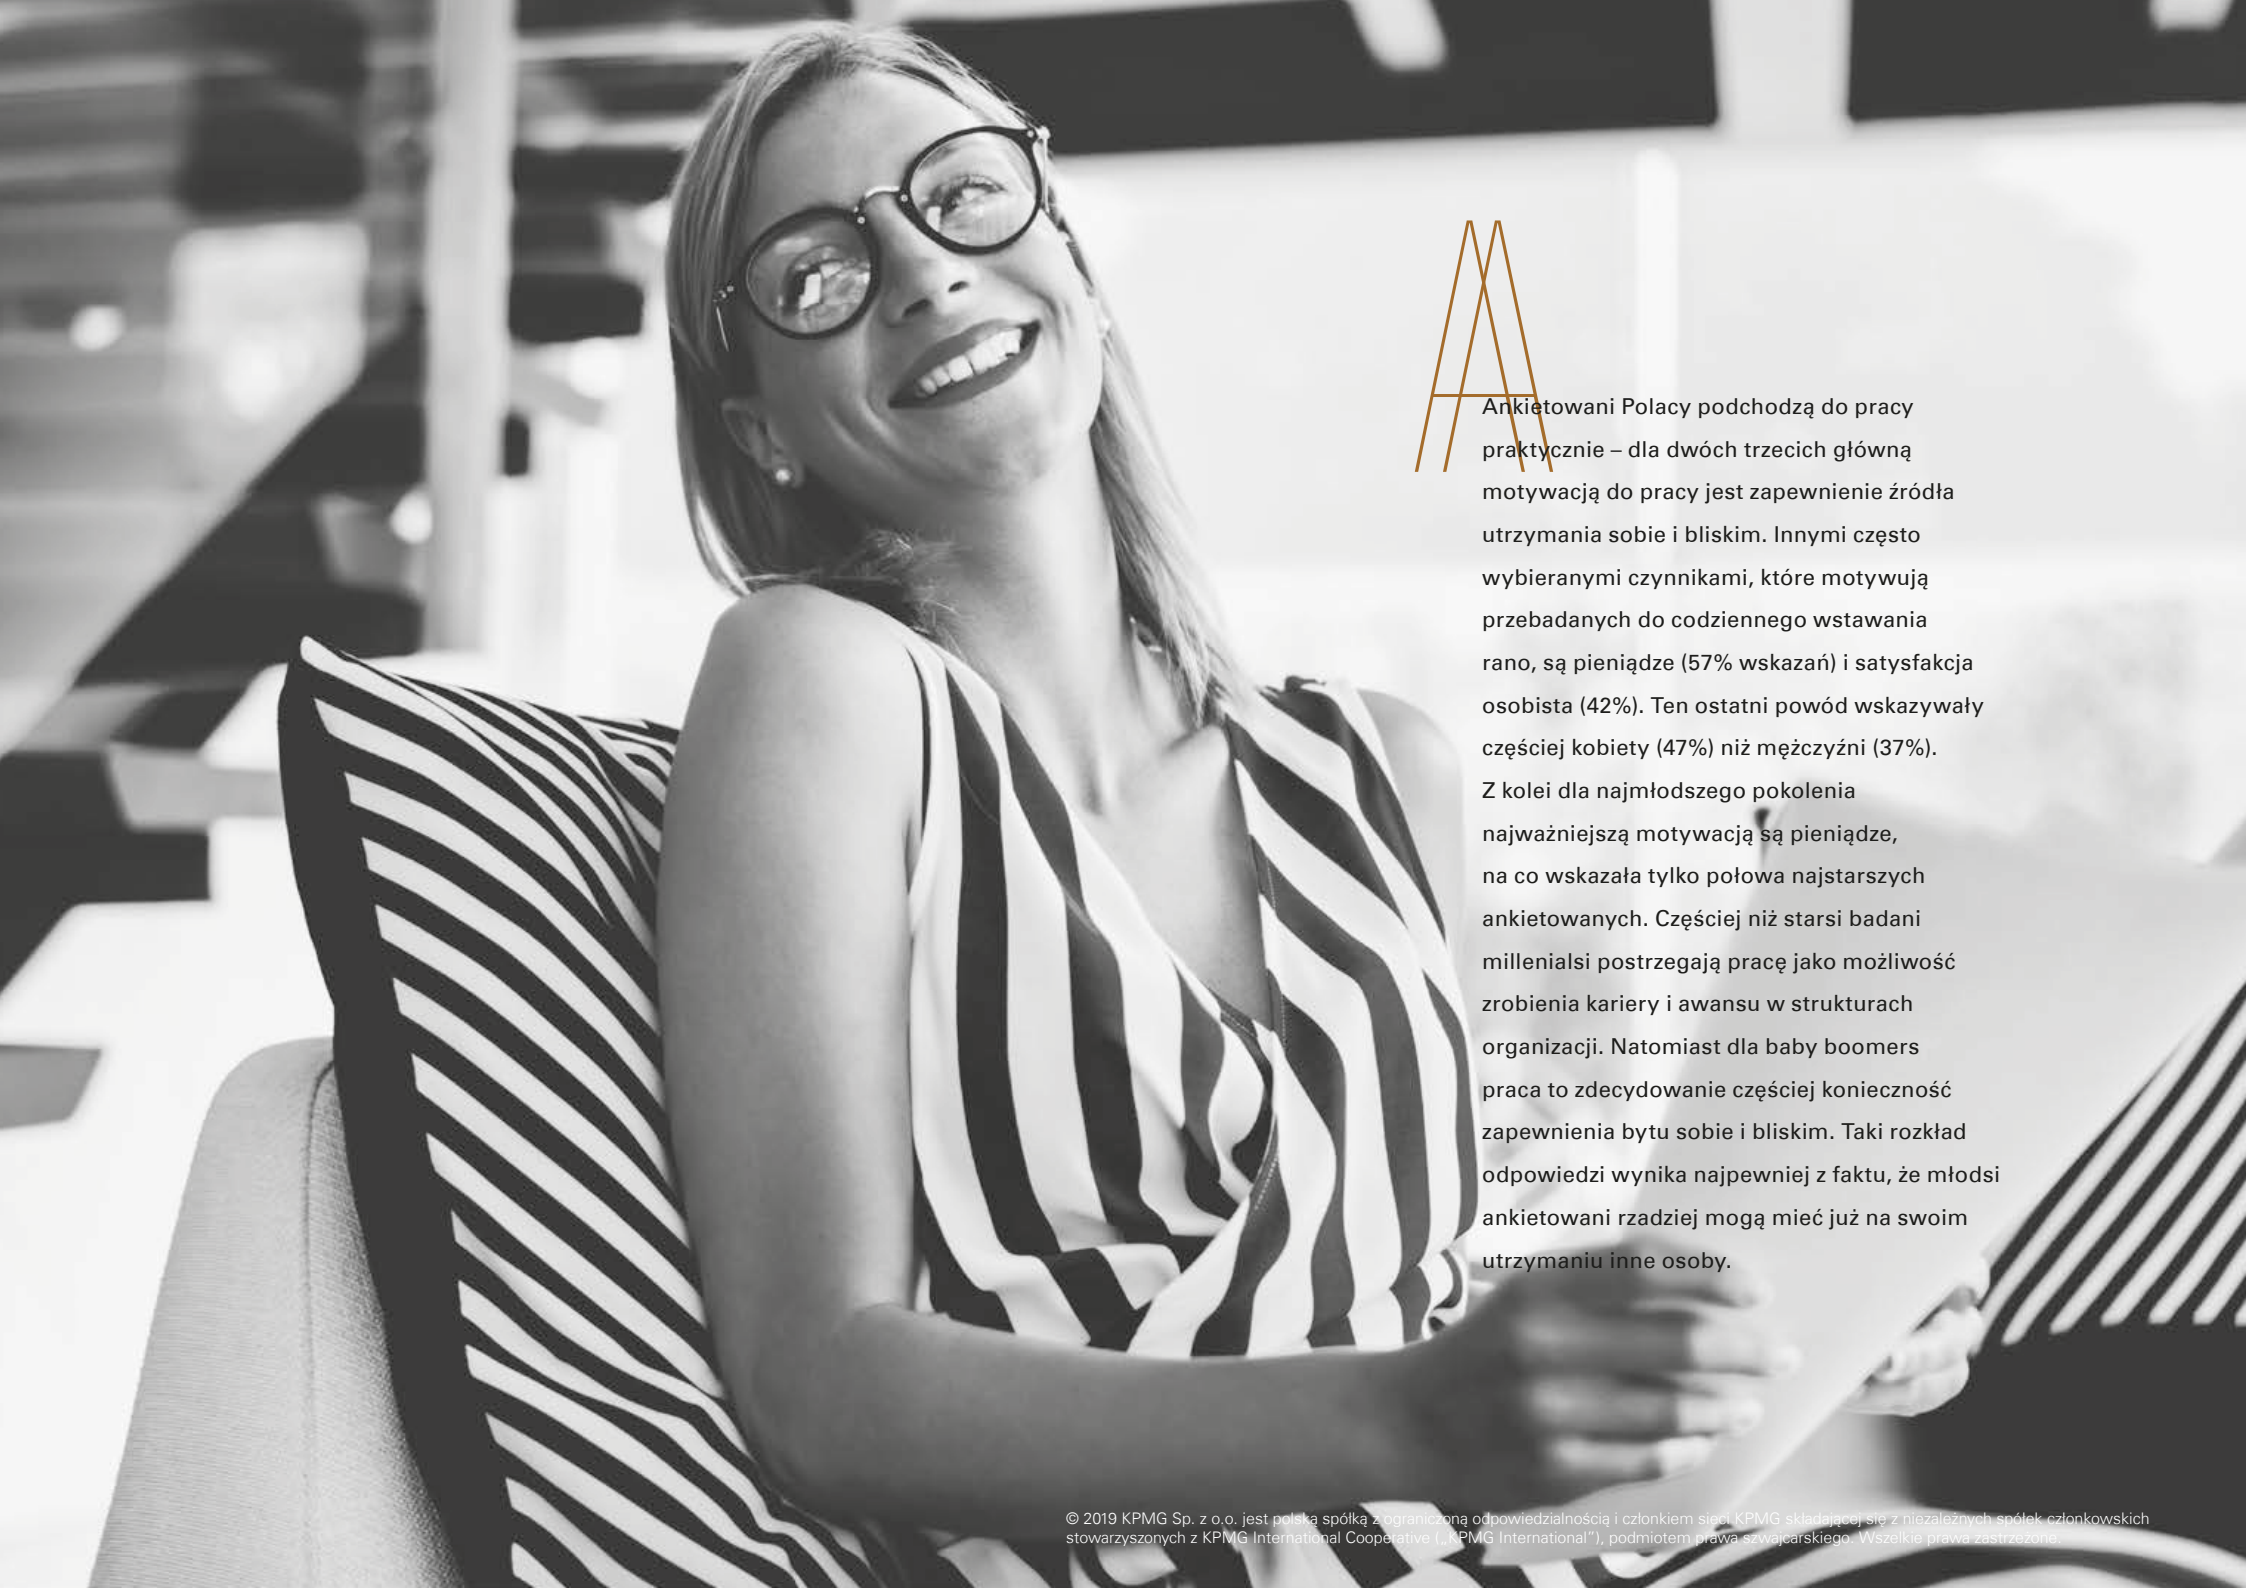 A
Ankietowani Polacy podchodzą do pracy
praktycznie – dla dwóch trzecich główną
motywacją do pracy jest zapewnienie źródła
utrzymania sobie i bliskim. Innymi często
wybieranymi czynnikami, które motywują
przebadanych do codziennego wstawania
rano, są pieniądze (57% wskazań) i satysfakcja
osobista (42%). Ten ostatni powód wskazywały
częściej kobiety (47%) niż mężczyźni (37%).
Z kolei dla najmłodszego pokolenia
najważniejszą motywacją są pieniądze,
na co wskazała tylko połowa najstarszych
ankietowanych. Częściej niż starsi badani
millenialsi postrzegają pracę jako możliwość
zrobienia kariery i awansu w strukturach
organizacji. Natomiast dla baby boomers
praca to zdecydowanie częściej konieczność
zapewnienia bytu sobie i bliskim. Taki rozkład
odpowiedzi wynika najpewniej z faktu, że młodsi
ankietowani rzadziej mogą mieć już na swoim
utrzymaniu inne osoby.
© 2019 KPMG Sp. z o.o. jest polską spółką z ograniczoną odpowiedzialnością i członkiem sieci KPMG składającej się z niezależnych spółek członkowskich
stowarzyszonych z KPMG International Cooperative („KPMG International”), podmiotem prawa szwajcarskiego. Wszelkie prawa zastrzeżone.